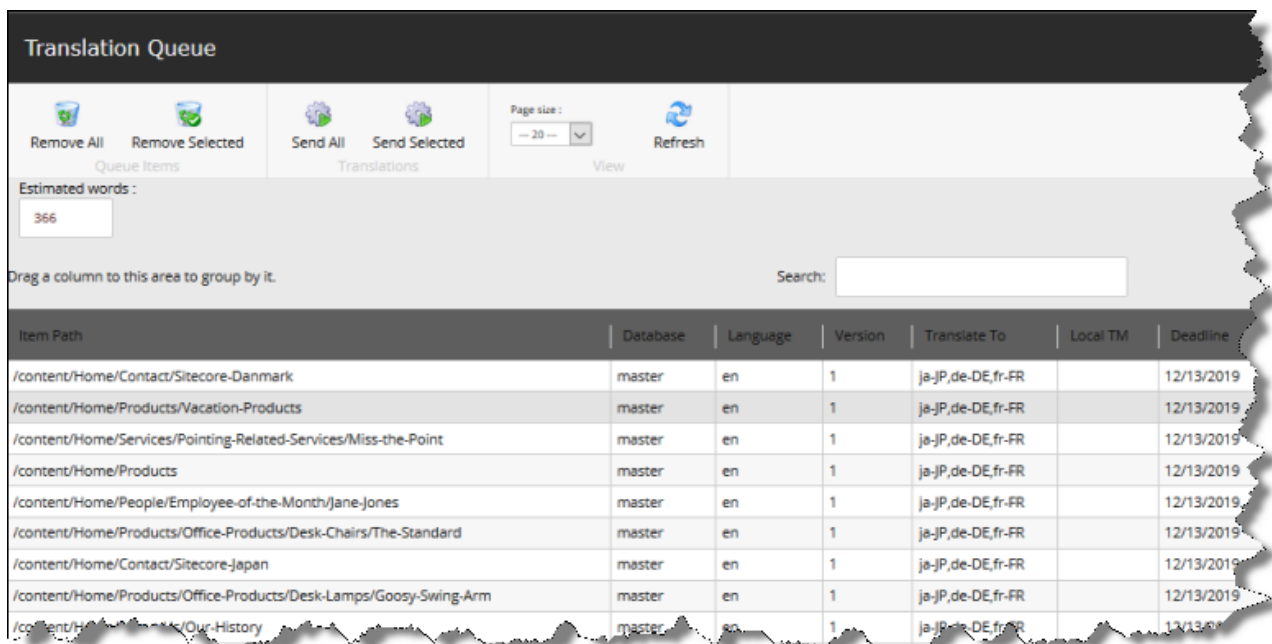 Translation Queue
Remove All Remove Selected Send All Send Selected Page size : --- 20 --- Refresh
Queue Items Translations View
Estimated words :
366
Drag a column to this area to group by it. Search:
Item Path Database Language Version Translate To Local TM Deadline
/content/Home/Contact/Sitecore-Danmark master en 1 ja-JP,de-DE,fr-FR 12/13/2019
/content/Home/Products/Vacation-Products master en 1 ja-JP,de-DE,fr-FR 12/13/2019
/content/Home/Services/Pointing-Related-Services/Miss-the-Point master en 1 ja-JP,de-DE,fr-FR 12/13/2019
/content/Home/Products master en 1 ja-JP,de-DE,fr-FR 12/13/2019
/content/Home/People/Employee-of-the-Month/Jane-Jones master en 1 ja-JP,de-DE,fr-FR 12/13/2019
/content/Home/Products/Office-Products/Desk-Chairs/The-Standard master en 1 ja-JP,de-DE,fr-FR 12/13/2019
/content/Home/Contact/Sitecore-Japan master en 1 ja-JP,de-DE,fr-FR 12/13/2019
/content/Home/Products/Office-Products/Desk-Lamps/Goosy-Swing-Arm master en 1 ja-JP,de-DE,fr-FR 12/13/2019
/Our-History master en 1